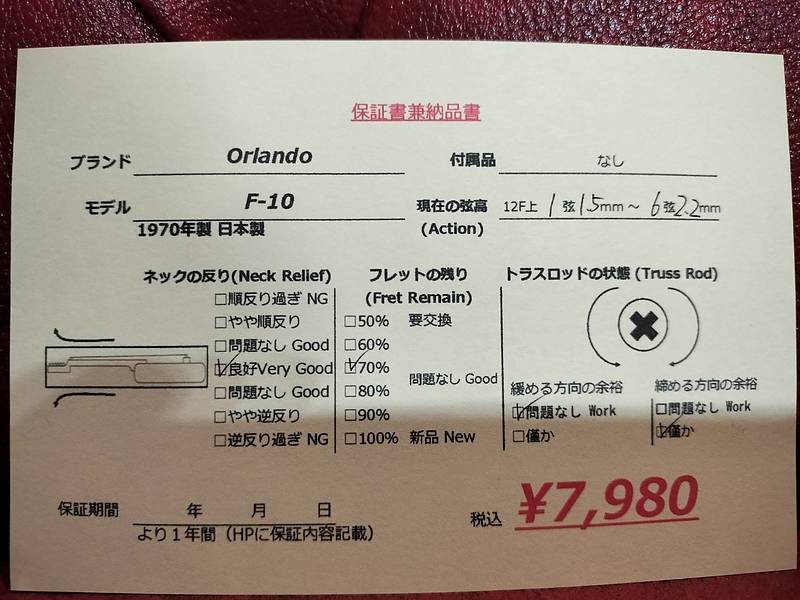 保証書兼納品書
ブランド Orlando 付属品 なし
モデル F-10 現在の弦高 12F上 1弦1.5mm～6弦2.2mm
1970年製 日本製 (Action)
ネックの反り(Neck Relief) フレットの残り トラスロッドの状態 (Truss Rod)
(Fret Remain)
□順反り過ぎ NG
□やや順反り □50% 要交換
□問題なし Good □60%
☑良好Very Good ☑70%
問題なし Good
□問題なし Good □80% 緩める方向の余裕 締める方向の余裕
□やや逆反り □90% ☑問題なし Work □問題なし Work
□逆反り過ぎ NG □100% 新品 New □僅か ☑僅か
保証期間 年 月 日 税込 ¥7,980
より１年間（HPに保証内容記載）